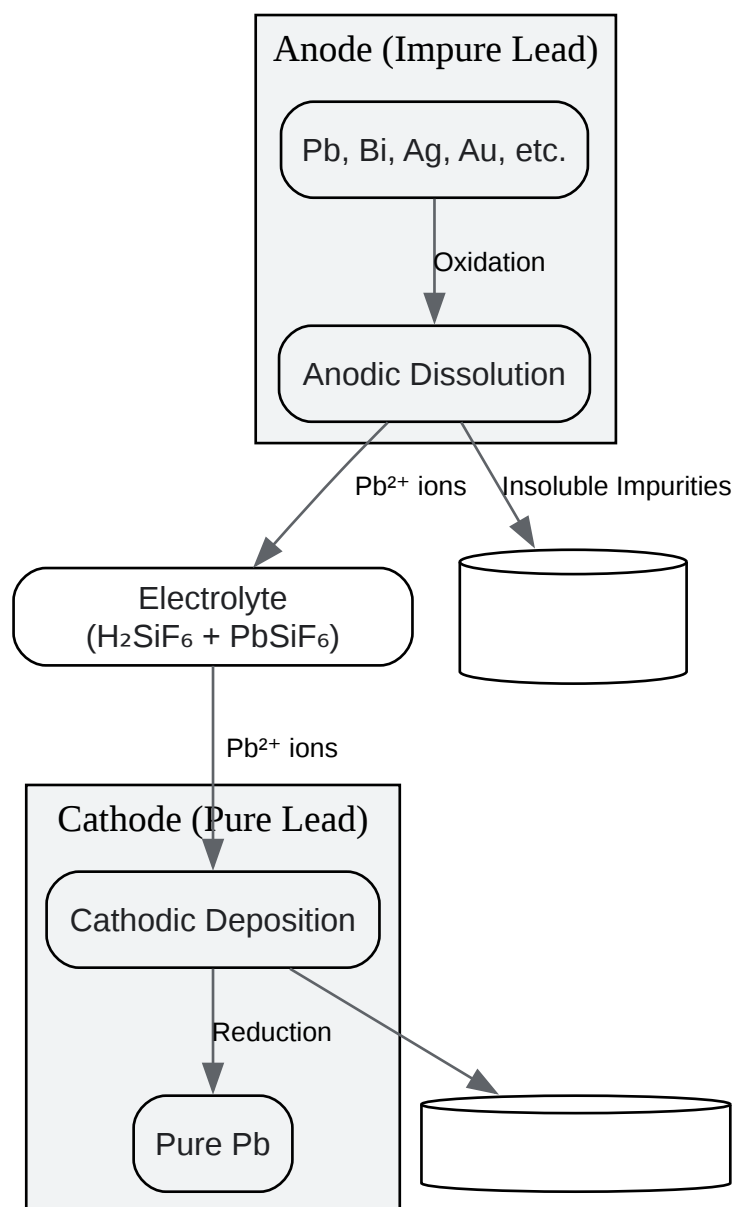 Anode (Impure Lead)
Pb, Bi, Ag, Au, etc.
Oxidation
Anodic Dissolution
Pb²⁺ ions
Insoluble Impurities
Electrolyte
(H₂SiF₆ + PbSiF₆)
Pb²⁺ ions
Cathode (Pure Lead)
Cathodic Deposition
Reduction
Pure Pb